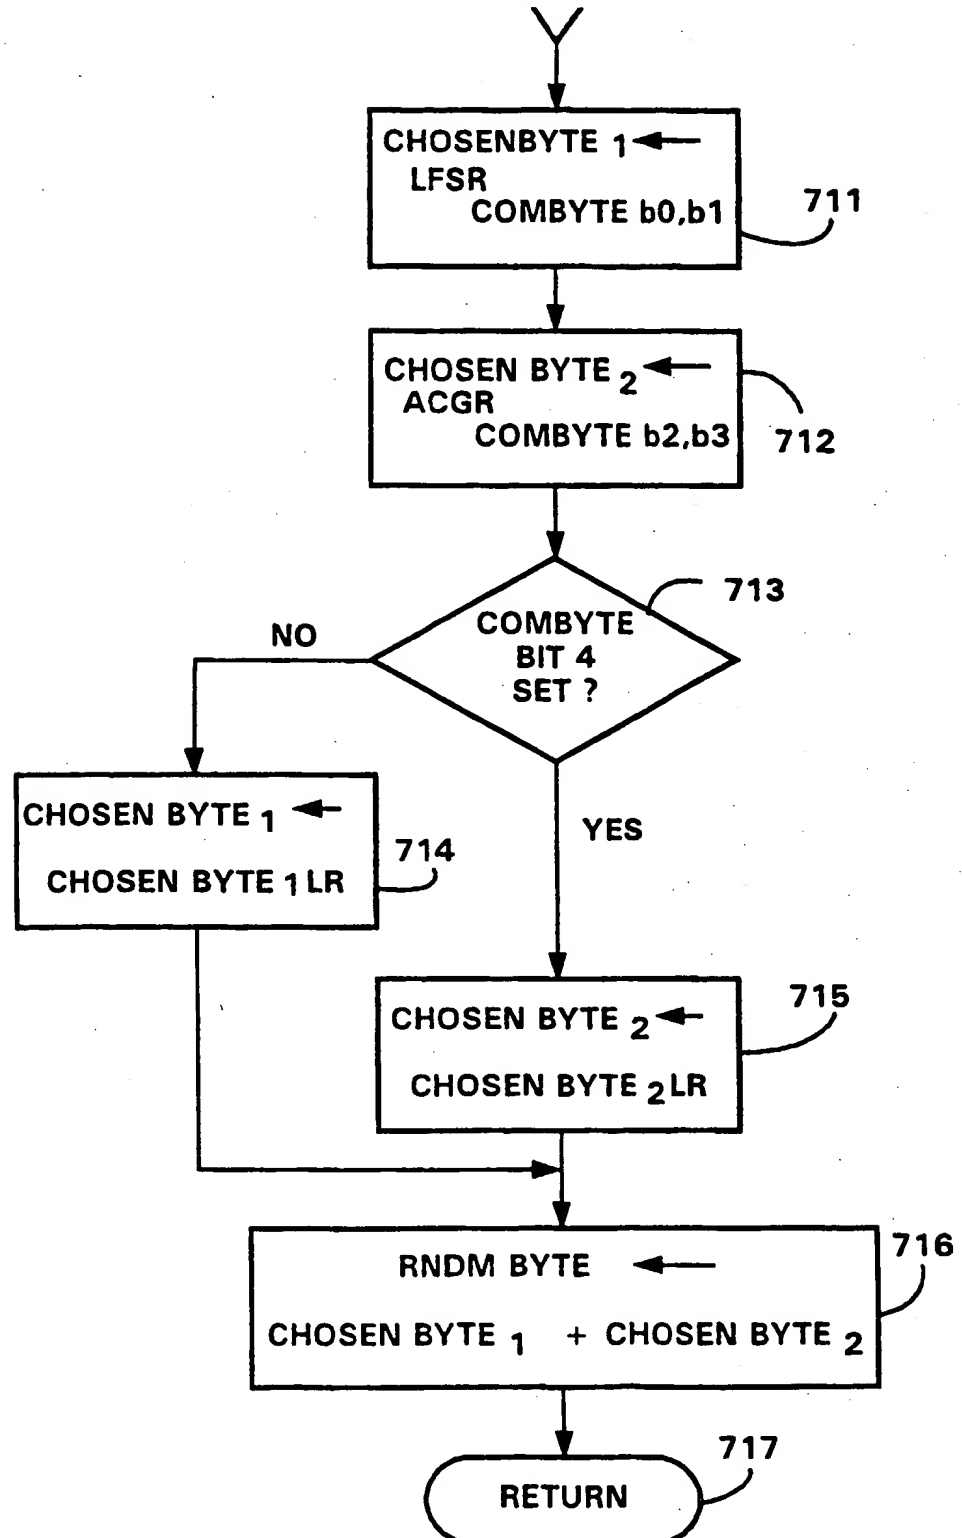 CHOSENBYTE 1 ←
LFSR
COMBYTE b0,b1
711
CHOSEN BYTE 2 ←
ACGR
COMBYTE b2,b3
712
713
COMBYTE
BIT 4
SET ?
NO
YES
CHOSEN BYTE 1 ←
CHOSEN BYTE 1 LR
714
CHOSEN BYTE 2 ←
CHOSEN BYTE 2 LR
715
RNDM BYTE ←
CHOSEN BYTE 1 + CHOSEN BYTE 2
716
RETURN
717